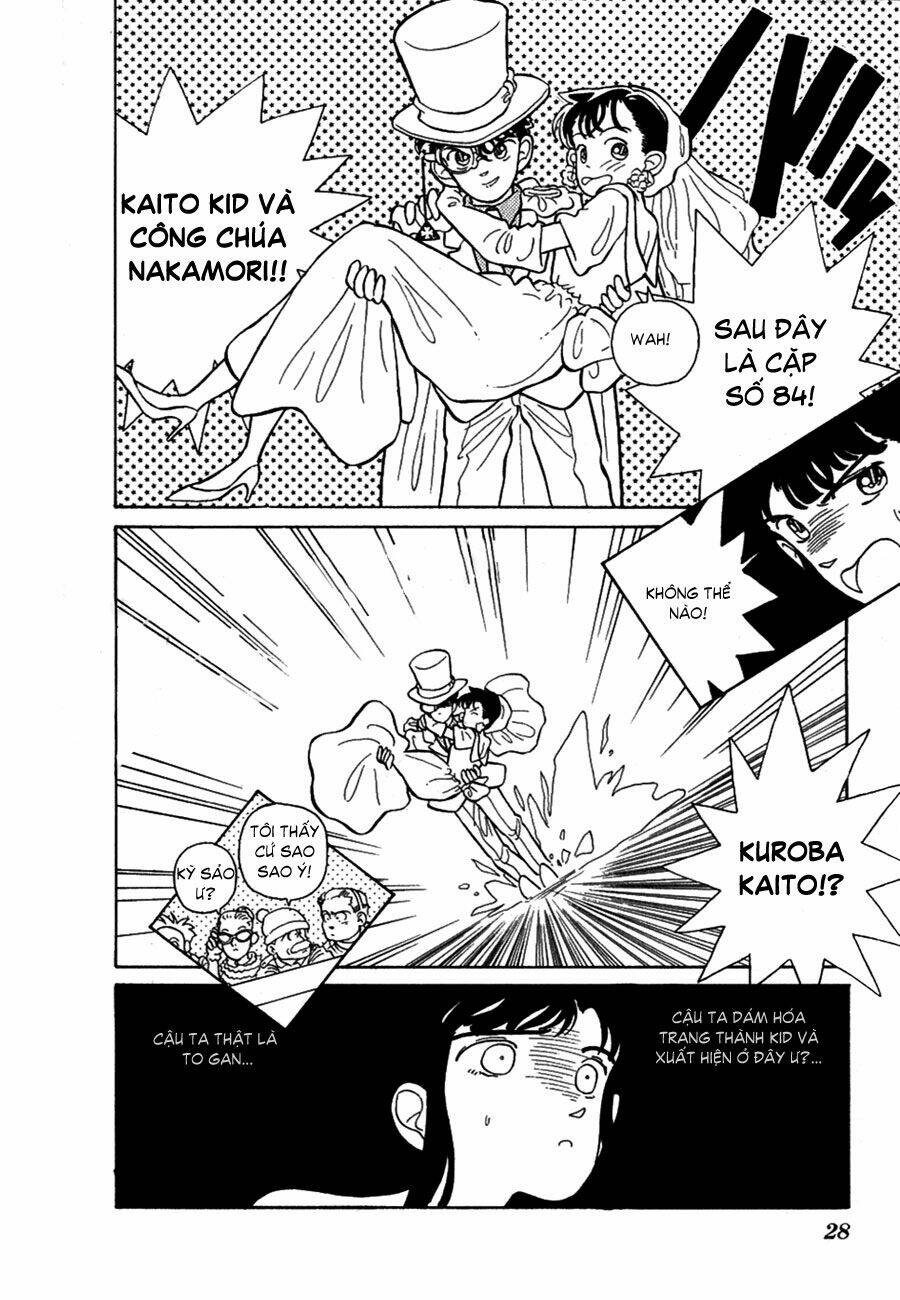 SAU ĐÂY
LÀ CẶP
SỐ 84!
WAH!
KAITO KID VÀ
CÔNG CHÚA
NAKAMORI!!
KHÔNG THỂ
NÀO!
KUROBA
KAITO!?
TÔI THẤY
CỨ SAO
SAO Ý!
KỲ SẢO
Ư?
CẬU TA DÁM HÓA
TRANG THÀNH KID VÀ
XUẤT HIỆN Ở ĐÂY Ư?...
CẬU TA THẬT LÀ
TO GAN...
28